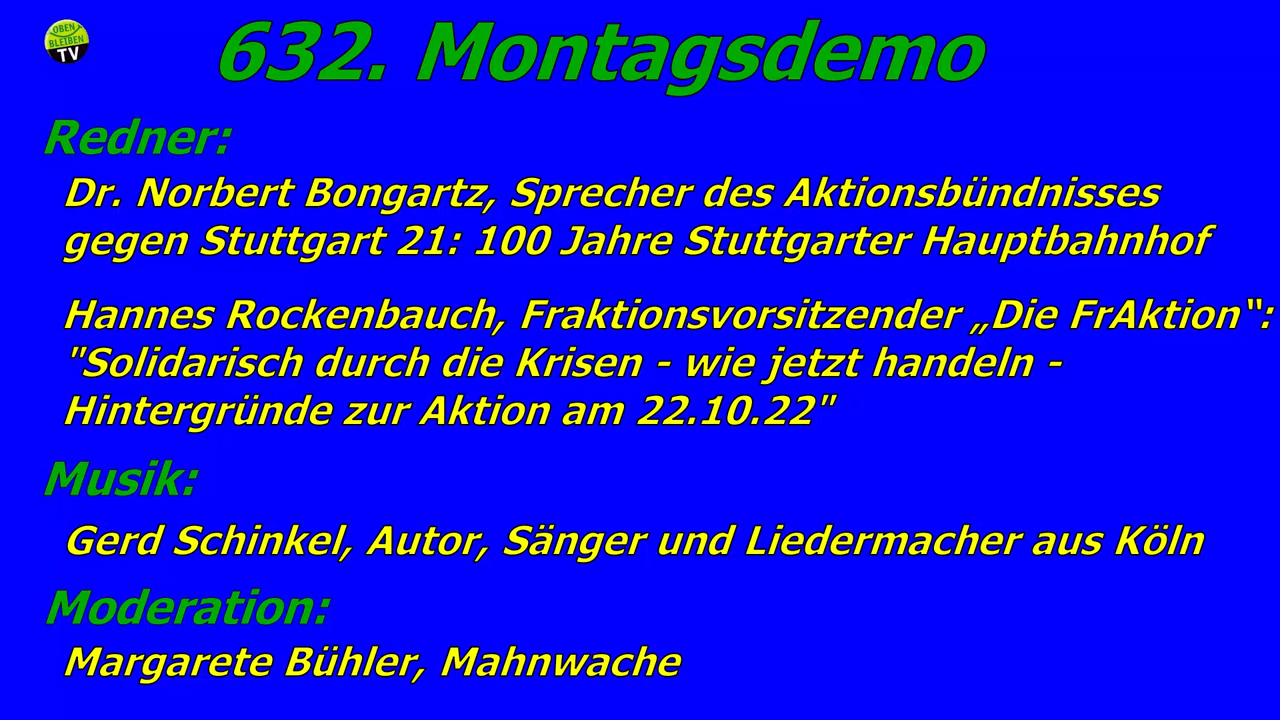 OBEN
BLEIBEN
TV
632. Montagsdemo
Redner:
Dr. Norbert Bongartz, Sprecher des Aktionsbündnisses
gegen Stuttgart 21: 100 Jahre Stuttgarter Hauptbahnhof
Hannes Rockenbauch, Fraktionsvorsitzender „Die FrAktion“:
"Solidarisch durch die Krisen - wie jetzt handeln -
Hintergründe zur Aktion am 22.10.22"
Musik:
Gerd Schinkel, Autor, Sänger und Liedermacher aus Köln
Moderation:
Margarete Bühler, Mahnwache